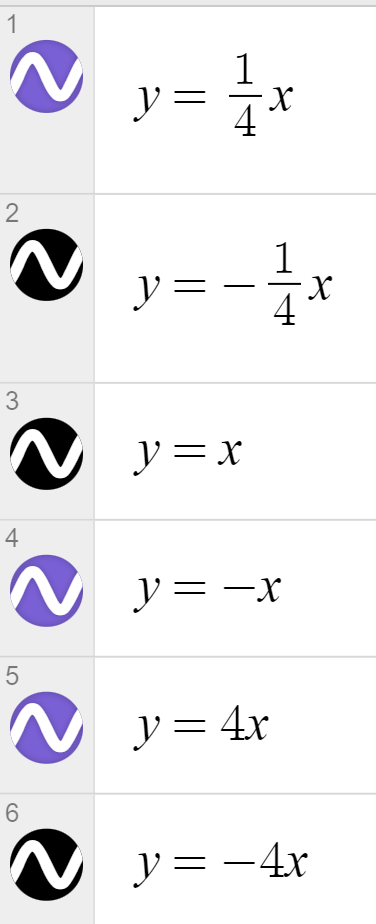 1
y = 1/4 x
2
y = -1/4 x
3
y = x
4
y = -x
5
y = 4x
6
y = -4x